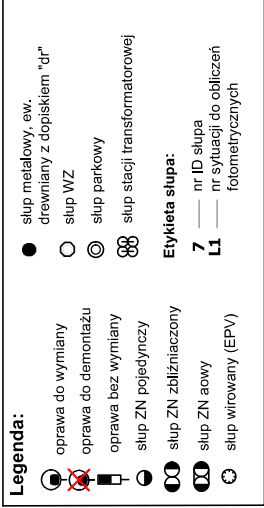 Legenda:
oprawa do wymiany
oprawa do demontażu
oprawa bez wymiany
słup ZN pojedynczy
słup ZN zbliźniaczony
słup ZN aowy
słup wirowany (EPV)
słup metalowy, ew.
drewniany z dopiskiem "dr"
słup WZ
słup parkowy
słup stacji transformatorowej
Etykieta słupa:
7 nr ID słupa
L1 nr sytuacji do obliczeń
fotometrycznych